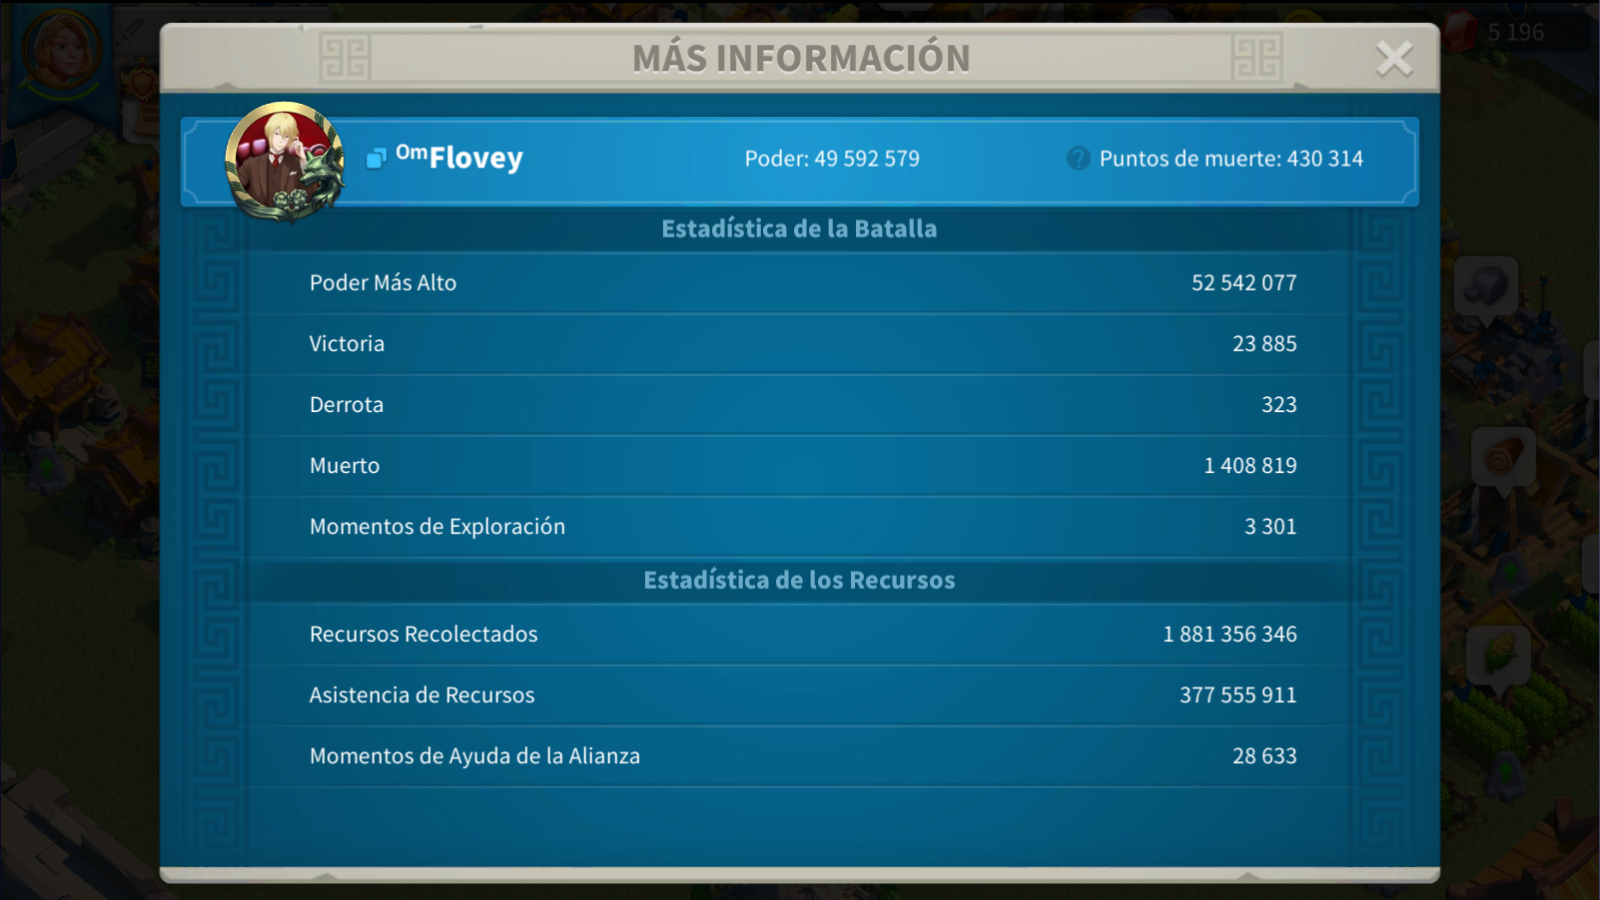 5 196
MÁS INFORMACIÓN
OmFlovey
Poder: 49 592 579
? Puntos de muerte: 430 314
Estadística de la Batalla
Poder Más Alto 52 542 077
Victoria 23 885
Derrota 323
Muerto 1 408 819
Momentos de Exploración 3 301
Estadística de los Recursos
Recursos Recolectados 1 881 356 346
Asistencia de Recursos 377 555 911
Momentos de Ayuda de la Alianza 28 633